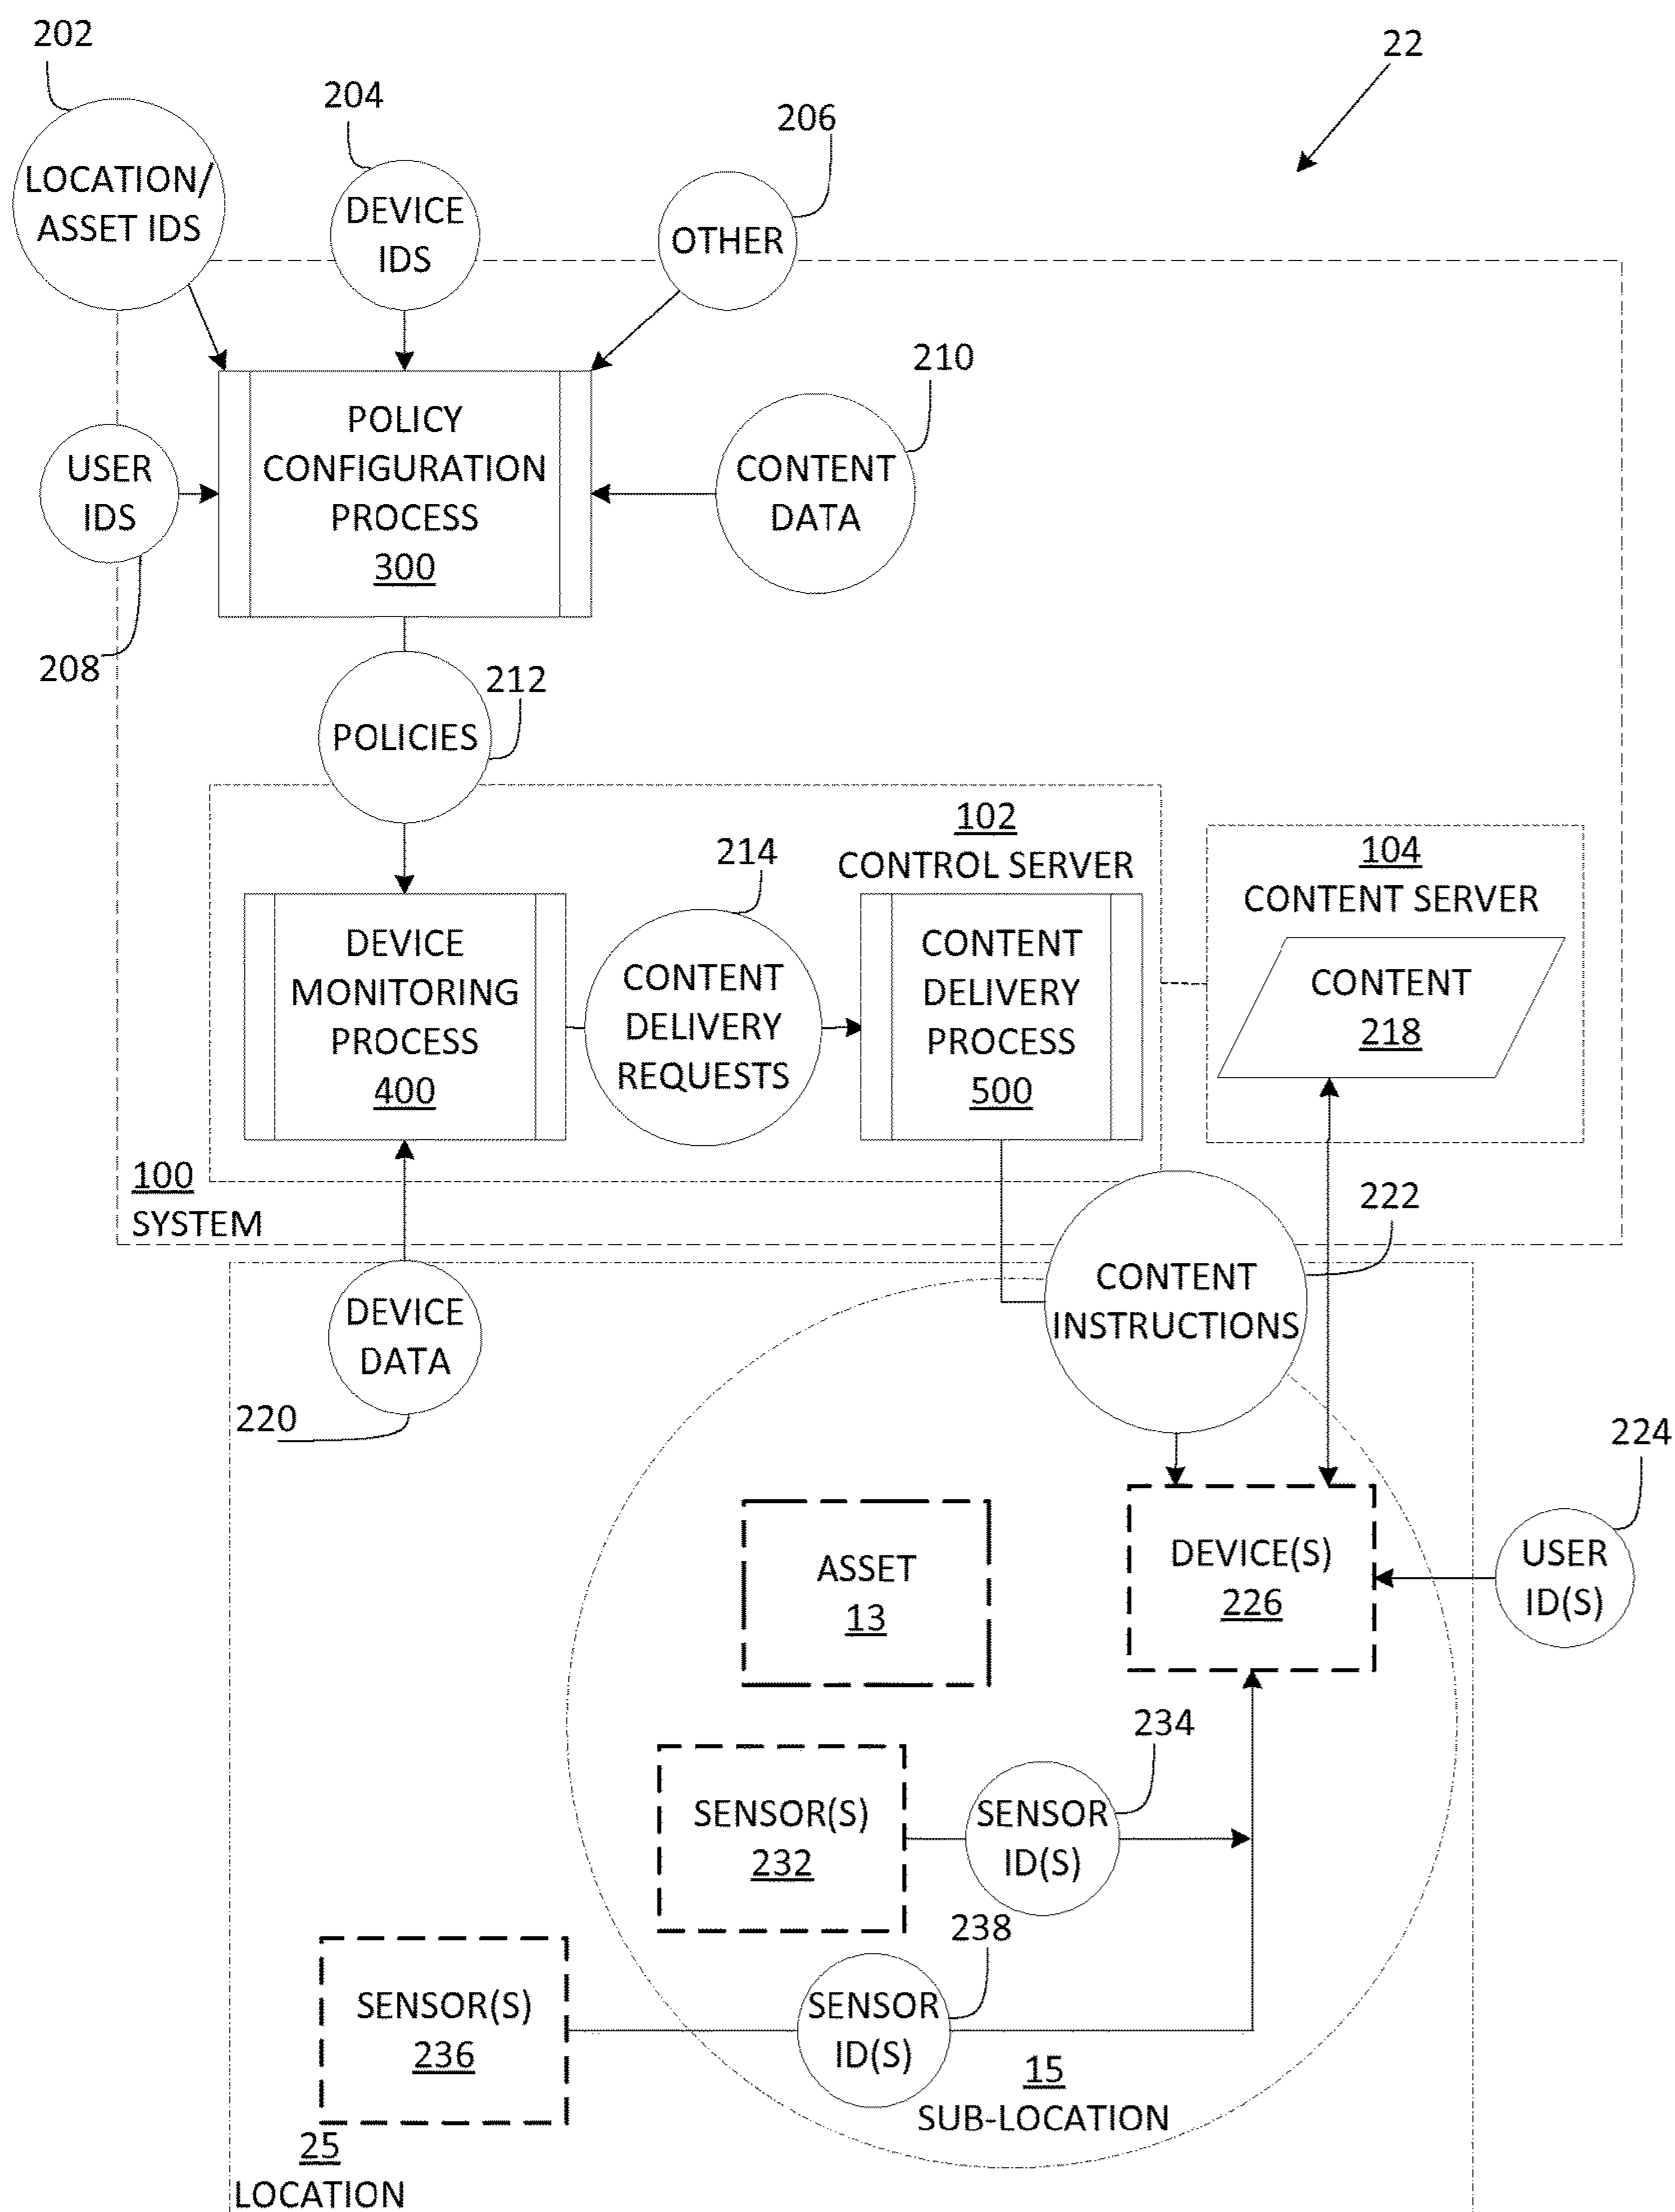 202
22
204
206
LOCATION/
ASSET IDS
DEVICE
IDS
OTHER
210
POLICY
CONFIGURATION
PROCESS
300
USER
IDS
CONTENT
DATA
208
212
POLICIES
102
CONTROL SERVER
214
104
CONTENT SERVER
DEVICE
MONITORING
PROCESS
400
CONTENT
DELIVERY
REQUESTS
CONTENT
DELIVERY
PROCESS
500
CONTENT
218
100
SYSTEM
222
CONTENT
INSTRUCTIONS
DEVICE
DATA
220
224
ASSET
13
DEVICE(S)
226
USER
ID(S)
234
SENSOR(S)
232
SENSOR
ID(S)
238
SENSOR(S)
236
SENSOR
ID(S)
15
SUB-LOCATION
25
LOCATION